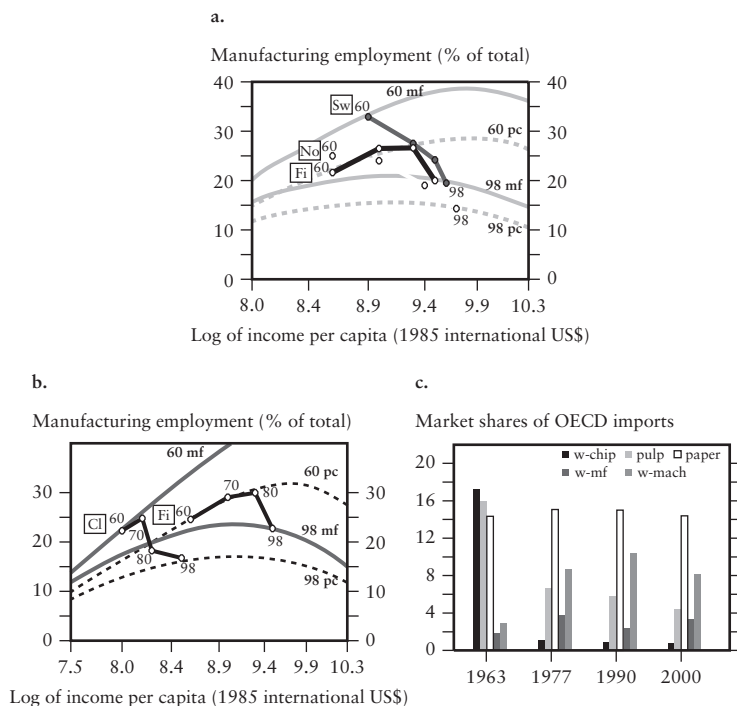 a.
Manufacturing employment (% of total)
40 40
60 mf
Sw 60
30 30
60 pc
No 60
Fi 60
20 98 mf 20
98
98
10 98 pc 10
0 0
8.0 8.4 8.9 9.4 9.9 10.3
Log of income per capita (1985 international US$)
b.
Manufacturing employment (% of total)
60 mf
60 pc
30 70 80 30
Cl 60 Fi 60
70
20 98 mf 20
80 98
98 98 pc
10 10
0 0
7.5 8.0 8.4 8.9 9.4 9.9 10.3
Log of income per capita (1985 international US$)
c.
Market shares of OECD imports
w-chip pulp paper
w-mf w-mach
20
16
12
8
4
0
1963 1977 1990 2000